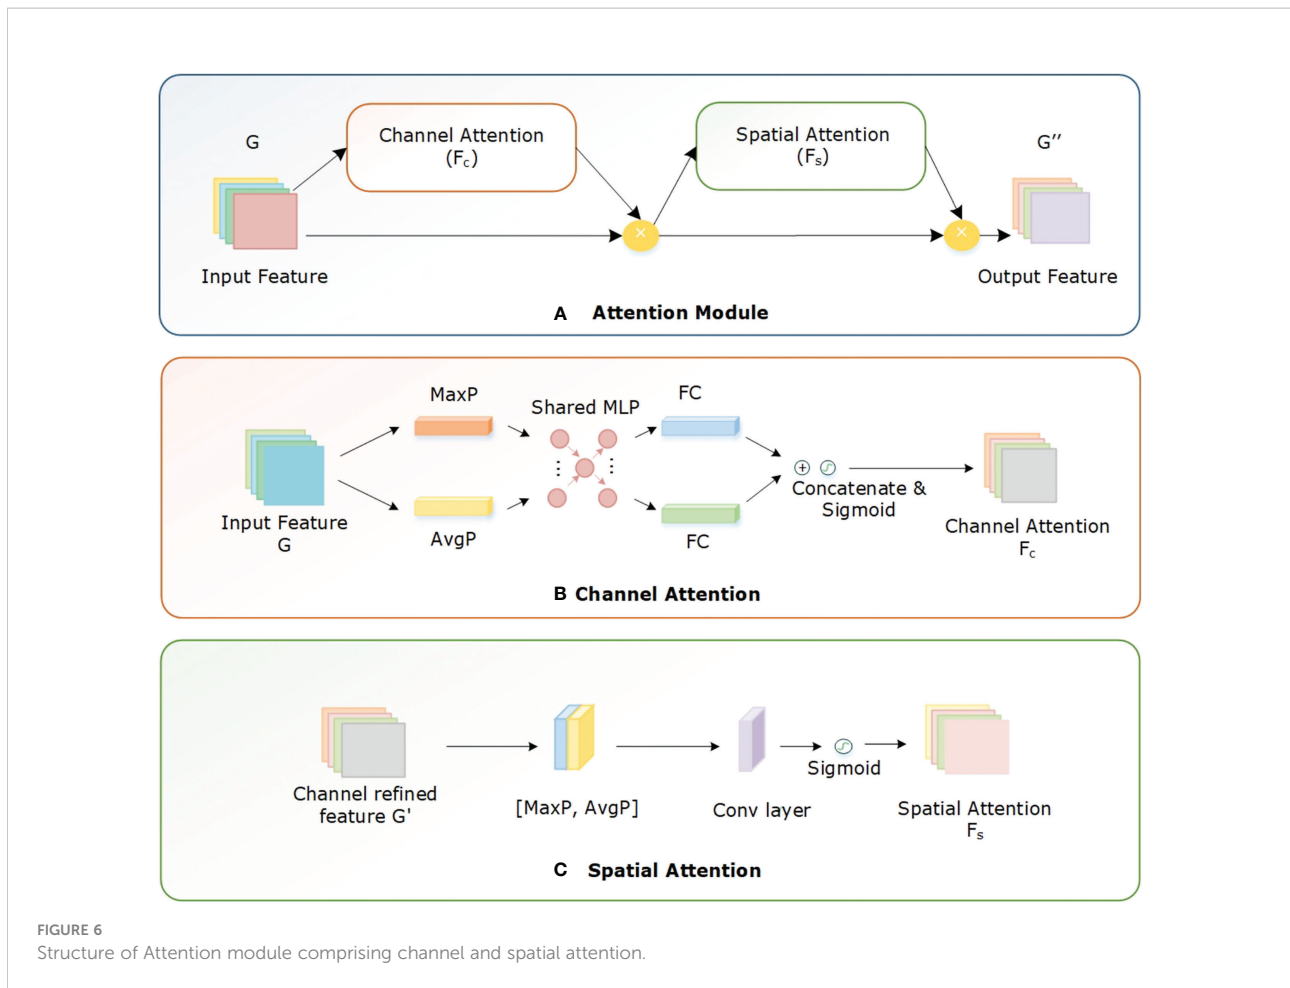 G
Channel Attention
(Fc)
Spatial Attention
(Fs)
G′′
Input Feature
Output Feature
×
×
A Attention Module
MaxP
Shared MLP
FC
Input Feature
G
AvgP
FC
+
Concatenate &
Sigmoid
Channel Attention
Fc
B Channel Attention
Channel refined
feature G'
[MaxP, AvgP]
Conv layer
Sigmoid
Spatial Attention
Fs
C Spatial Attention
FIGURE 6
Structure of Attention module comprising channel and spatial attention.